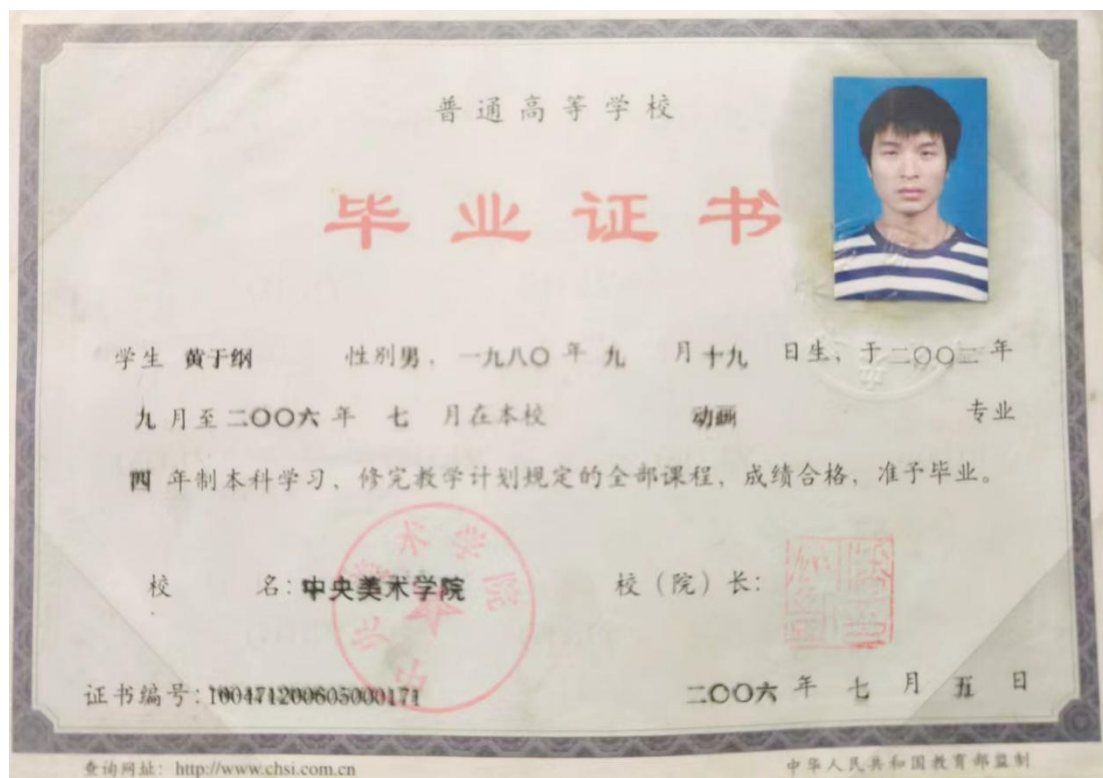 普通高等学校
毕业证书
学生 黄于纲 性别男，一九八〇年 九 月十九 日生，于二〇〇二年
九月至二〇〇六年 七 月在本校 动画 专业
四 年制本科学习、修完教学计划规定的全部课程，成绩合格，准予毕业。
校 名：中央美术学院 校（院）长：
中央美术学院
证书编号：100471200605000171 二〇〇六年 七 月 五 日
查询网址：http://www.chsi.com.cn 中华人民共和国教育部监制